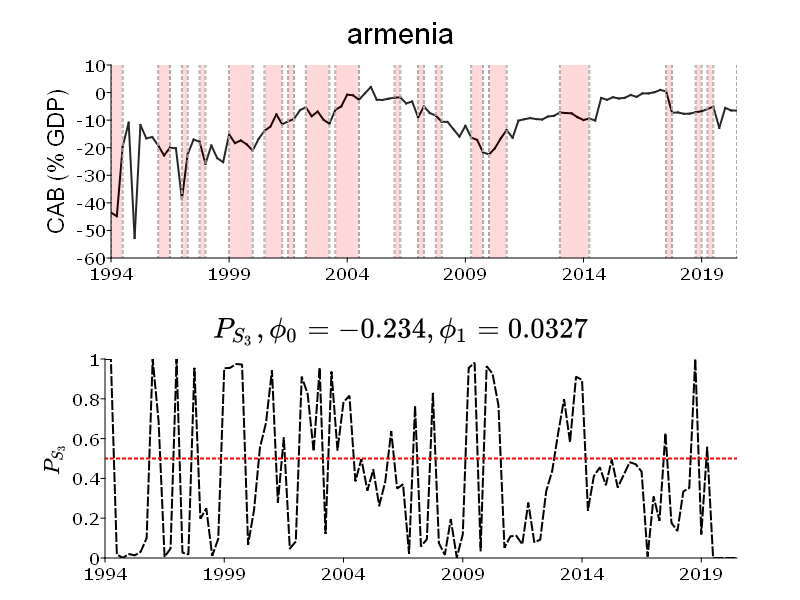 armenia
CAB (% GDP)
10
0
-10
-20
-30
-40
-50
-60
1994 1999 2004 2009 2014 2019
P_{S_3}, ϕ_0 = −0.234, ϕ_1 = 0.0327
P_{S_3}
1
0.8
0.6
0.4
0.2
0
1994 1999 2004 2009 2014 2019